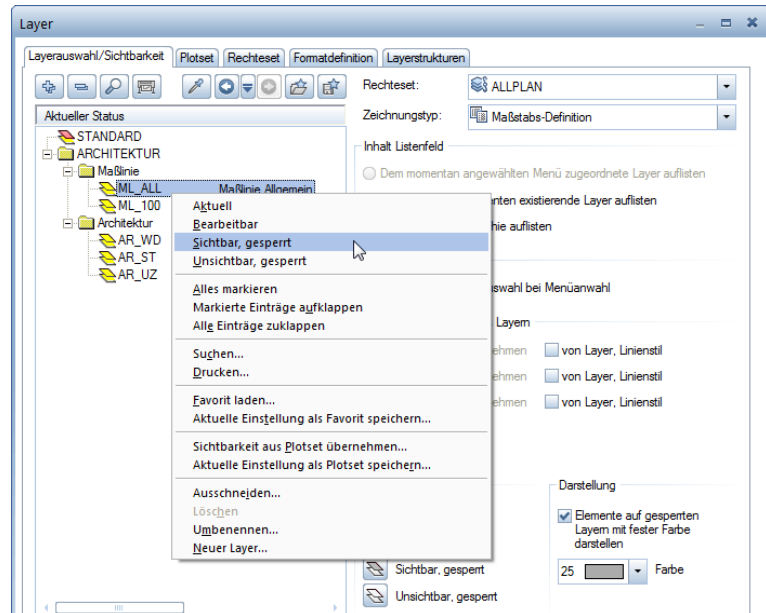 Layer
Layerauswahl/Sichtbarkeit Plotset Rechteset Formatdefinition Layerstrukturen
Aktueller Status
STANDARD
ARCHITEKTUR
Maßlinie
ML_ALL Maßlinie Allgemein
ML_100
Architektur
AR_WD
AR_ST
AR_UZ
Aktuell
Bearbeitbar
Sichtbar, gesperrt
Unsichtbar, gesperrt
Alles markieren
Markierte Einträge aufklappen
Alle Einträge zuklappen
Suchen...
Drucken...
Favorit laden...
Aktuelle Einstellung als Favorit speichern...
Sichtbarkeit aus Plotset übernehmen...
Aktuelle Einstellung als Plotset speichern...
Ausschneiden...
Löschen
Umbenennen...
Neuer Layer...
Rechteset: ALLPLAN
Zeichnungstyp: Maßstabs-Definition
Inhalt Listenfeld
Dem momentan angewählten Menü zugeordnete Layer auflisten
enten existierende Layer auflisten
hie auflisten
swahl bei Menüanwahl
Layern
ehmen von Layer, Linienstil
ehmen von Layer, Linienstil
ehmen von Layer, Linienstil
Sichtbar, gesperrt
Unsichtbar, gesperrt
Darstellung
Elemente auf gesperrten
Layern mit fester Farbe
darstellen
25 Farbe